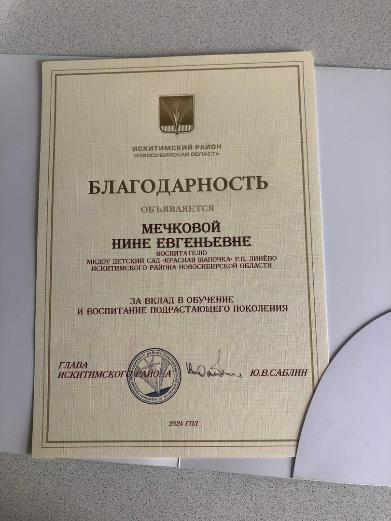 ИСКИТИМСКИЙ РАЙОН
НОВОСИБИРСКАЯ ОБЛАСТЬ
БЛАГОДАРНОСТЬ
ОБЪЯВЛЯЕТСЯ
МЕЧКОВОЙ
НИНЕ ЕВГЕНЬЕВНЕ
ВОСПИТАТЕЛЮ
МКДОУ ДЕТСКИЙ САД «КРАСНАЯ ШАПОЧКА» Р.П. ЛИНЁВО
ИСКИТИМСКОГО РАЙОНА НОВОСИБИРСКОЙ ОБЛАСТИ
ЗА ВКЛАД В ОБУЧЕНИЕ
И ВОСПИТАНИЕ ПОДРАСТАЮЩЕГО ПОКОЛЕНИЯ
ГЛАВА
ИСКИТИМСКОГО РАЙОНА Ю.В.САБЛИН
2024 ГОД